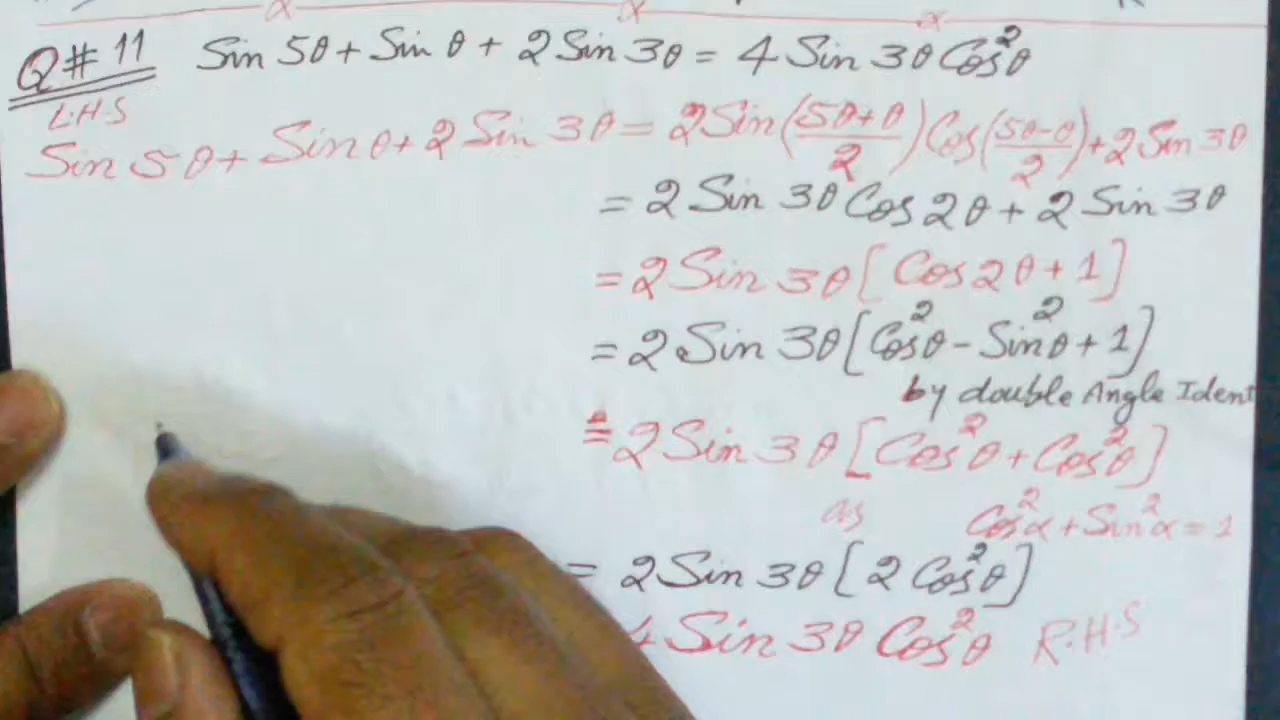 Q# 11 Sin 5θ + Sin θ + 2 Sin 3θ = 4 Sin 3θ Cos²θ
L.H.S
Sin 5θ + Sin θ + 2 Sin 3θ = 2 Sin(5θ+θ/2) Cos(5θ-θ/2) + 2 Sin 3θ
= 2 Sin 3θ Cos 2θ + 2 Sin 3θ
= 2 Sin 3θ [Cos 2θ + 1]
= 2 Sin 3θ [Cos²θ - Sin²θ + 1]
by double Angle Ident
= 2 Sin 3θ [Cos²θ + Cos²θ]
as Cos²α + Sin²α = 1
= 2 Sin 3θ [2 Cos²θ]
4 Sin 3θ Cos²θ R.H.S